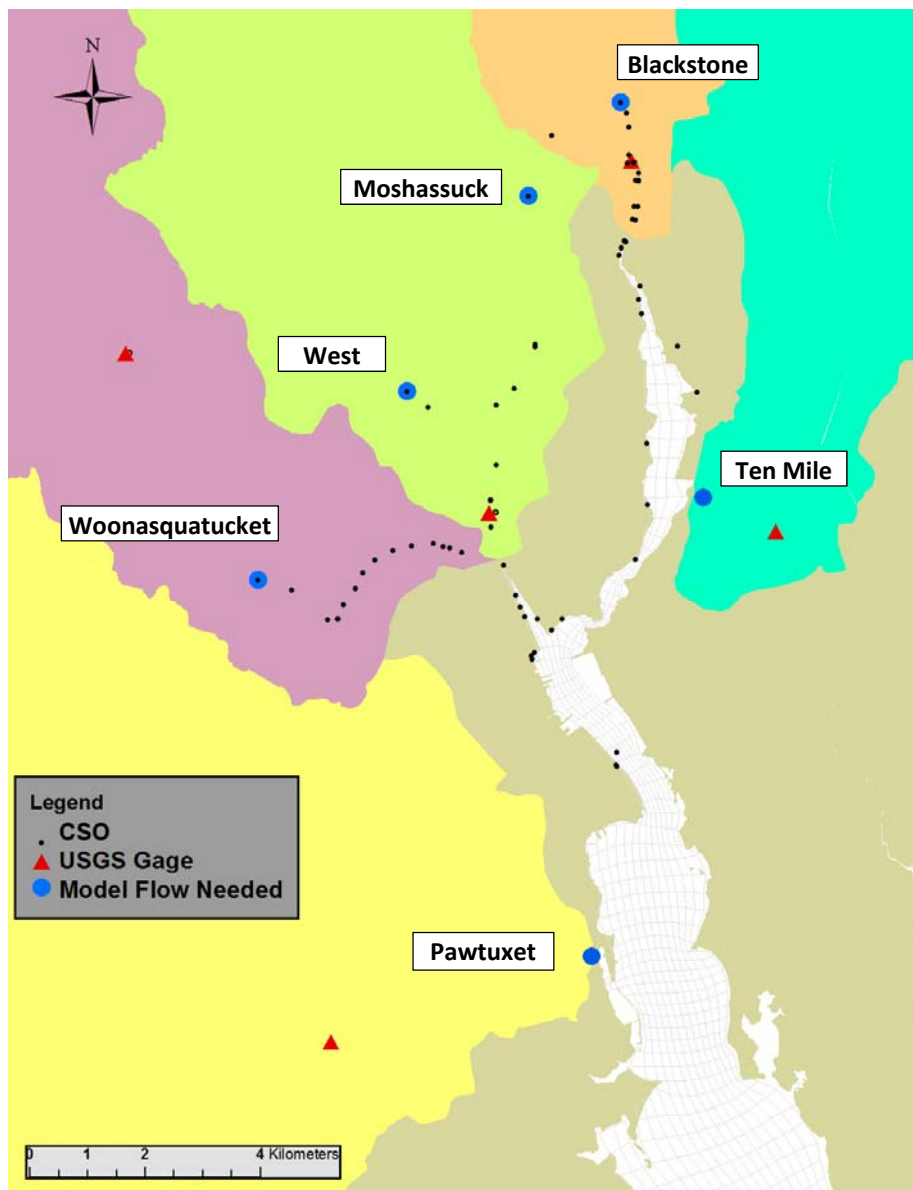 N
Blackstone
Moshassuck
West
Ten Mile
Woonasquatucket
Legend
CSO
USGS Gage
Model Flow Needed
Pawtuxet
0 1 2 4 Kilometers